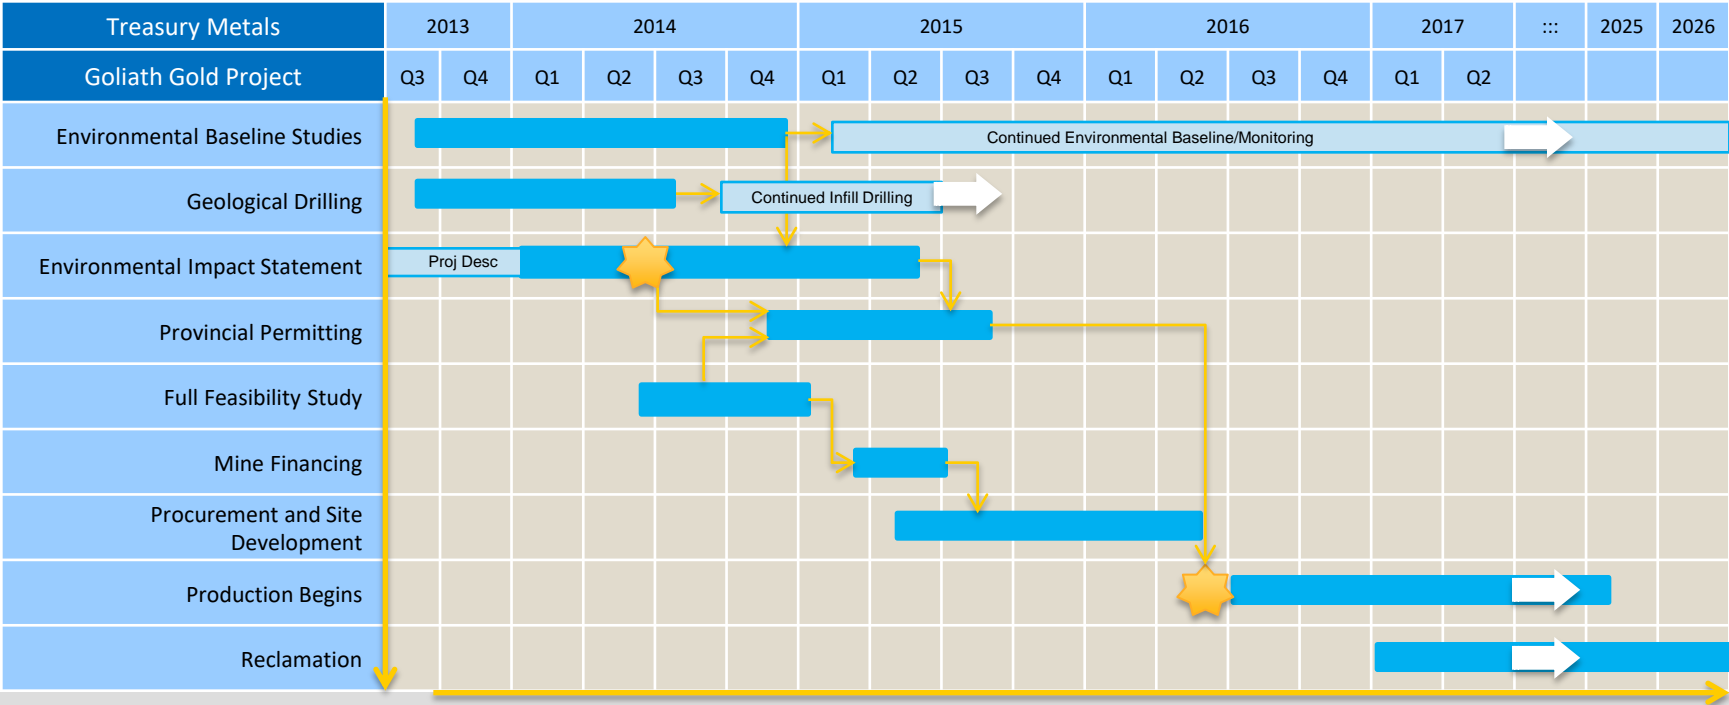 Treasury Metals 2013 2014 2015 2016 2017 ::: 2025 2026
Goliath Gold Project Q3 Q4 Q1 Q2 Q3 Q4 Q1 Q2 Q3 Q4 Q1 Q2 Q3 Q4 Q1 Q2
Environmental Baseline Studies Continued Environmental Baseline/Monitoring
Geological Drilling Continued Infill Drilling
Environmental Impact Statement Proj Desc
Provincial Permitting
Full Feasibility Study
Mine Financing
Procurement and Site
Development
Production Begins
Reclamation